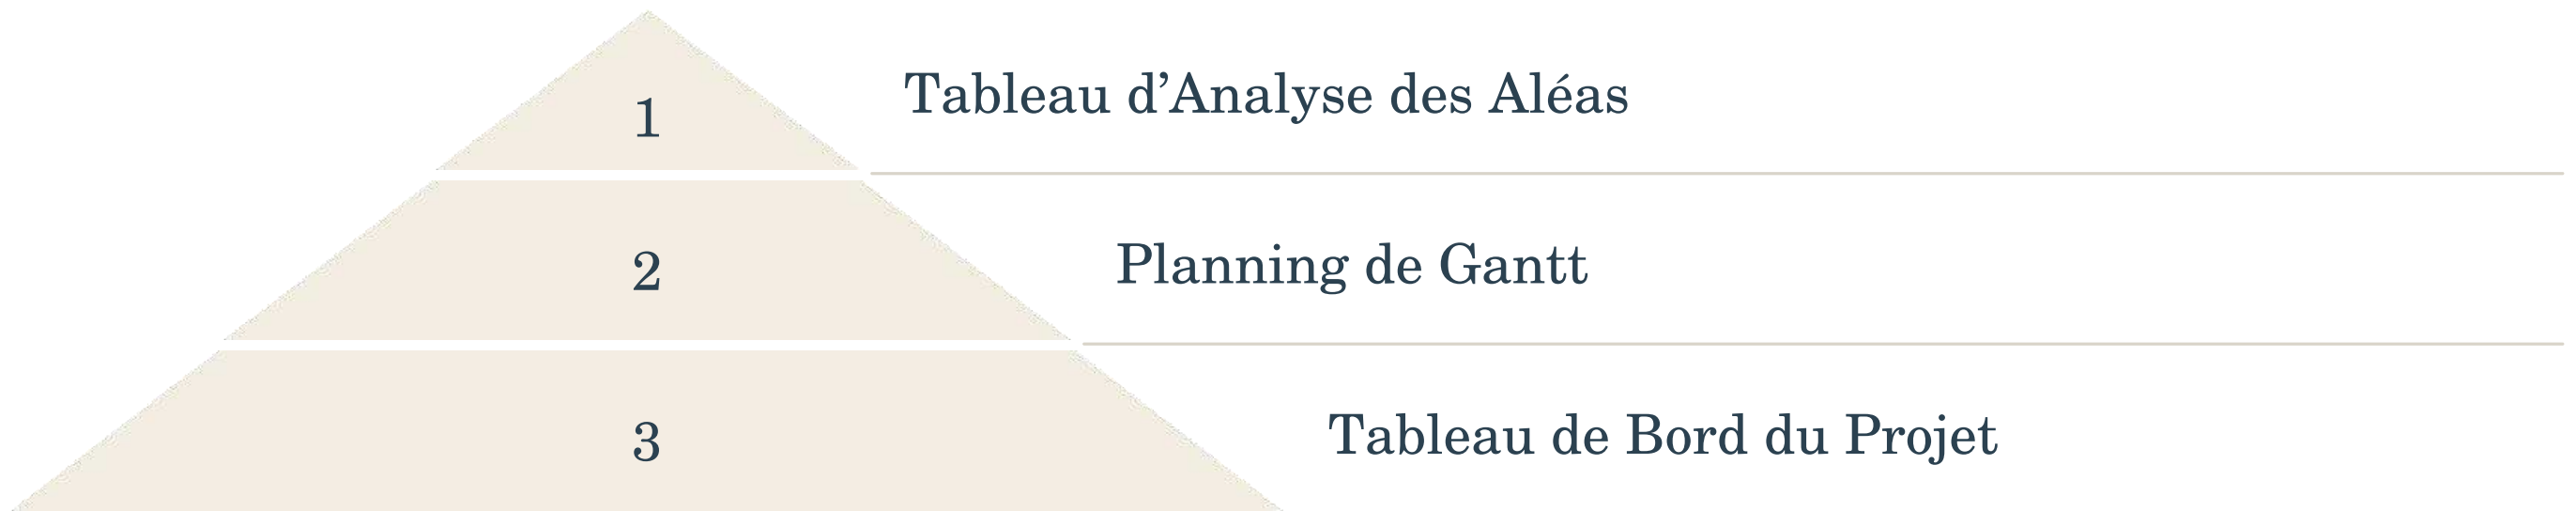 1
Tableau d’Analyse des Aléas
2
Planning de Gantt
3
Tableau de Bord du Projet